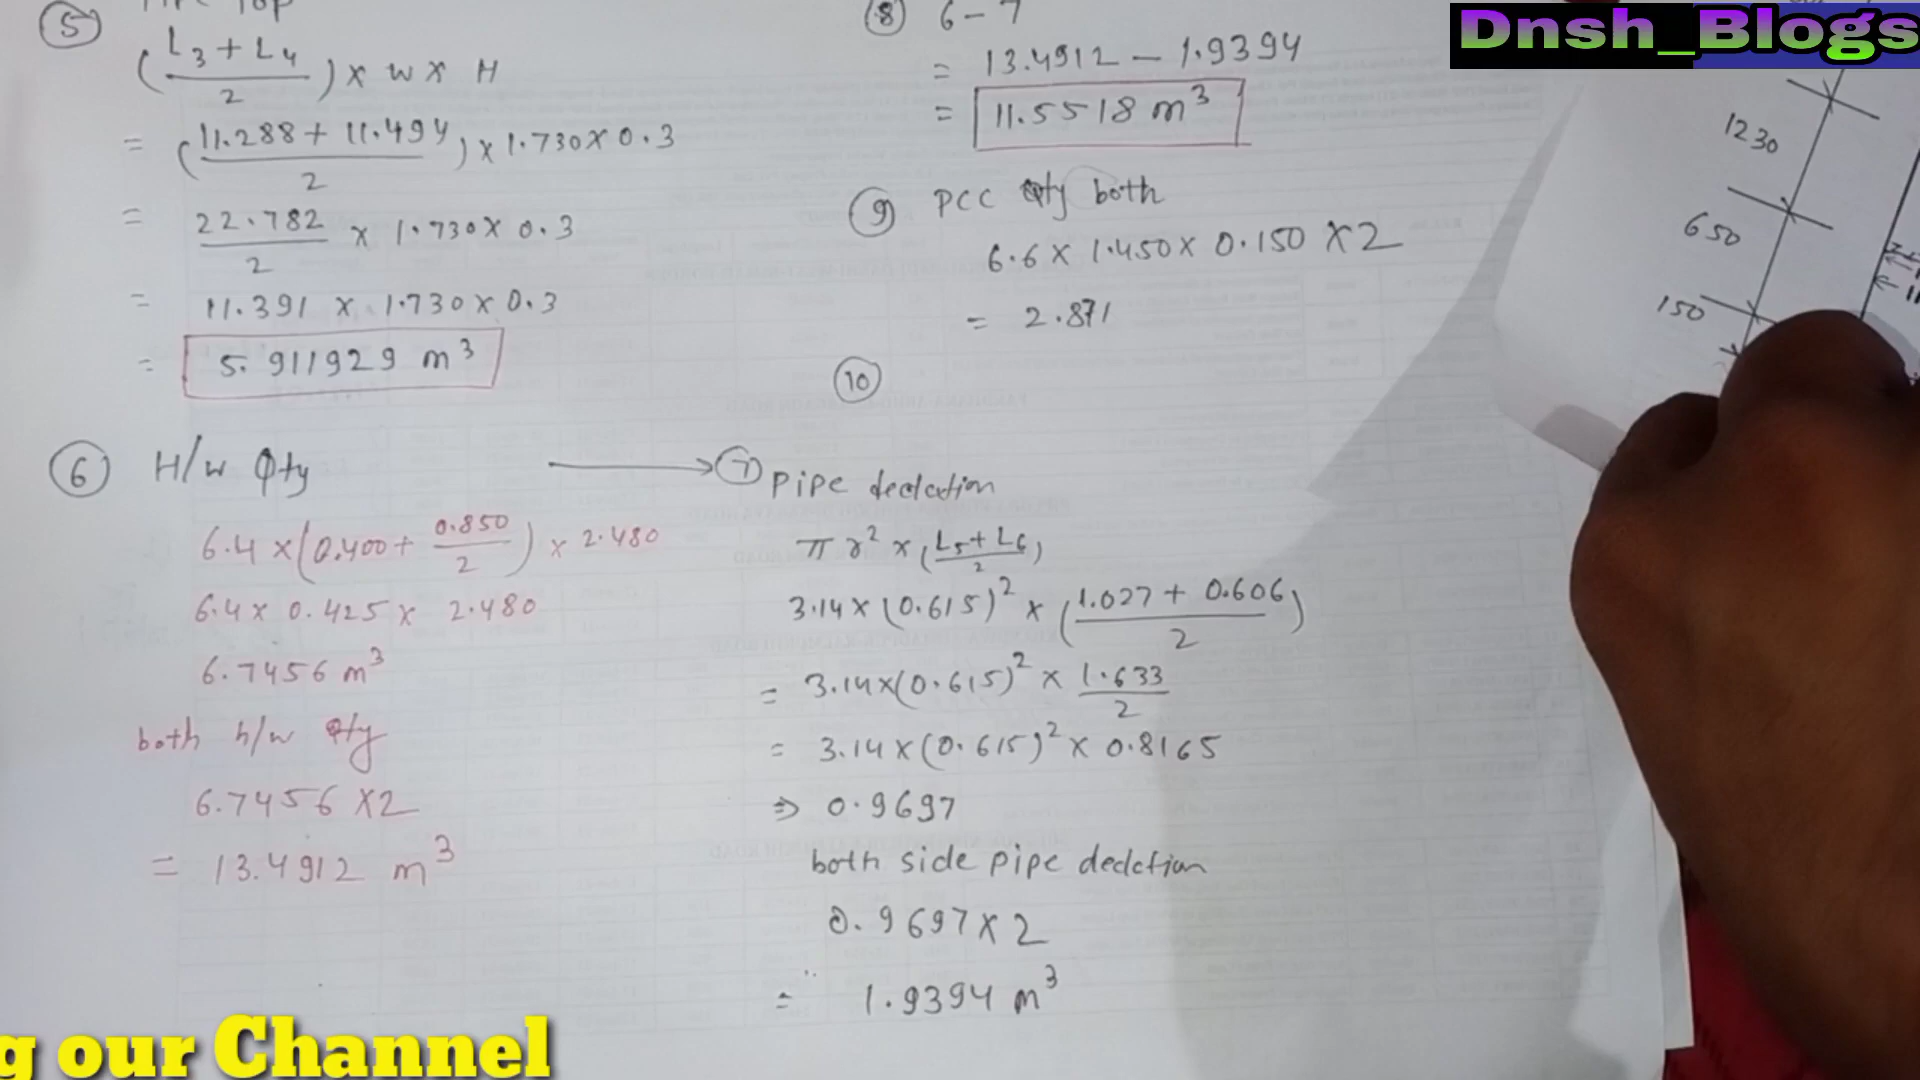 5 Pipe Top
(L3 + L4 / 2) x w x H
= (11.288 + 11.494 / 2) x 1.730 x 0.3
= 22.782 / 2 x 1.730 x 0.3
= 11.391 x 1.730 x 0.3
= 5.911929 m³
6 H/w Qty
6.4 x (0.400 + 0.850 / 2) x 2.480
6.4 x 0.425 x 2.480
6.7456 m³
both h/w Qty
6.7456 x 2
= 13.4912 m³
7 Pipe dedction
π r² x (L5 + L6 / 2)
3.14 x (0.615)² x (1.027 + 0.606 / 2)
= 3.14 x (0.615)² x 1.633 / 2
= 3.14 x (0.615)² x 0.8165
⇒ 0.9697
both side pipe dedction
0.9697 x 2
= 1.9394 m³
8 6 - 7
= 13.4912 - 1.9394
= 11.5518 m³
9 PCC Qty both
6.6 x 1.450 x 0.150 x 2
= 2.871
10
Dnsh_Blogs
1230
650
150
g our Channel